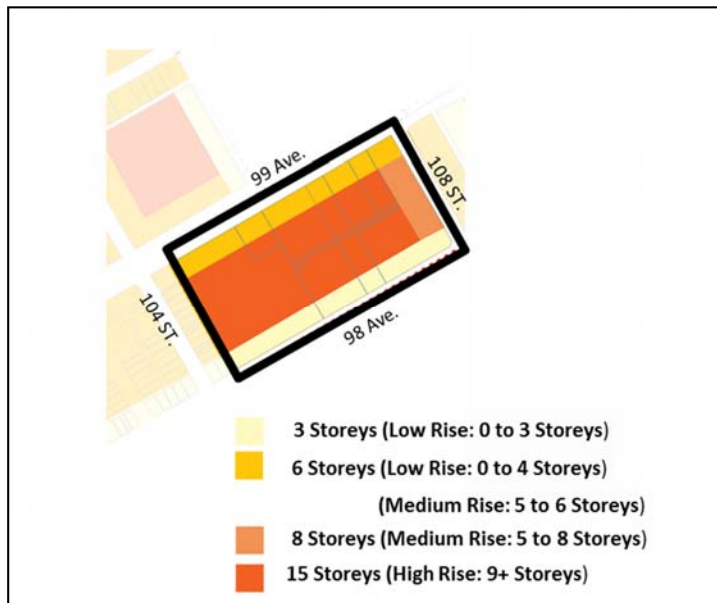 99 Ave.
108 ST.
104 ST.
98 Ave.
3 Storeys (Low Rise: 0 to 3 Storeys)
6 Storeys (Low Rise: 0 to 4 Storeys)
(Medium Rise: 5 to 6 Storeys)
8 Storeys (Medium Rise: 5 to 8 Storeys)
15 Storeys (High Rise: 9+ Storeys)